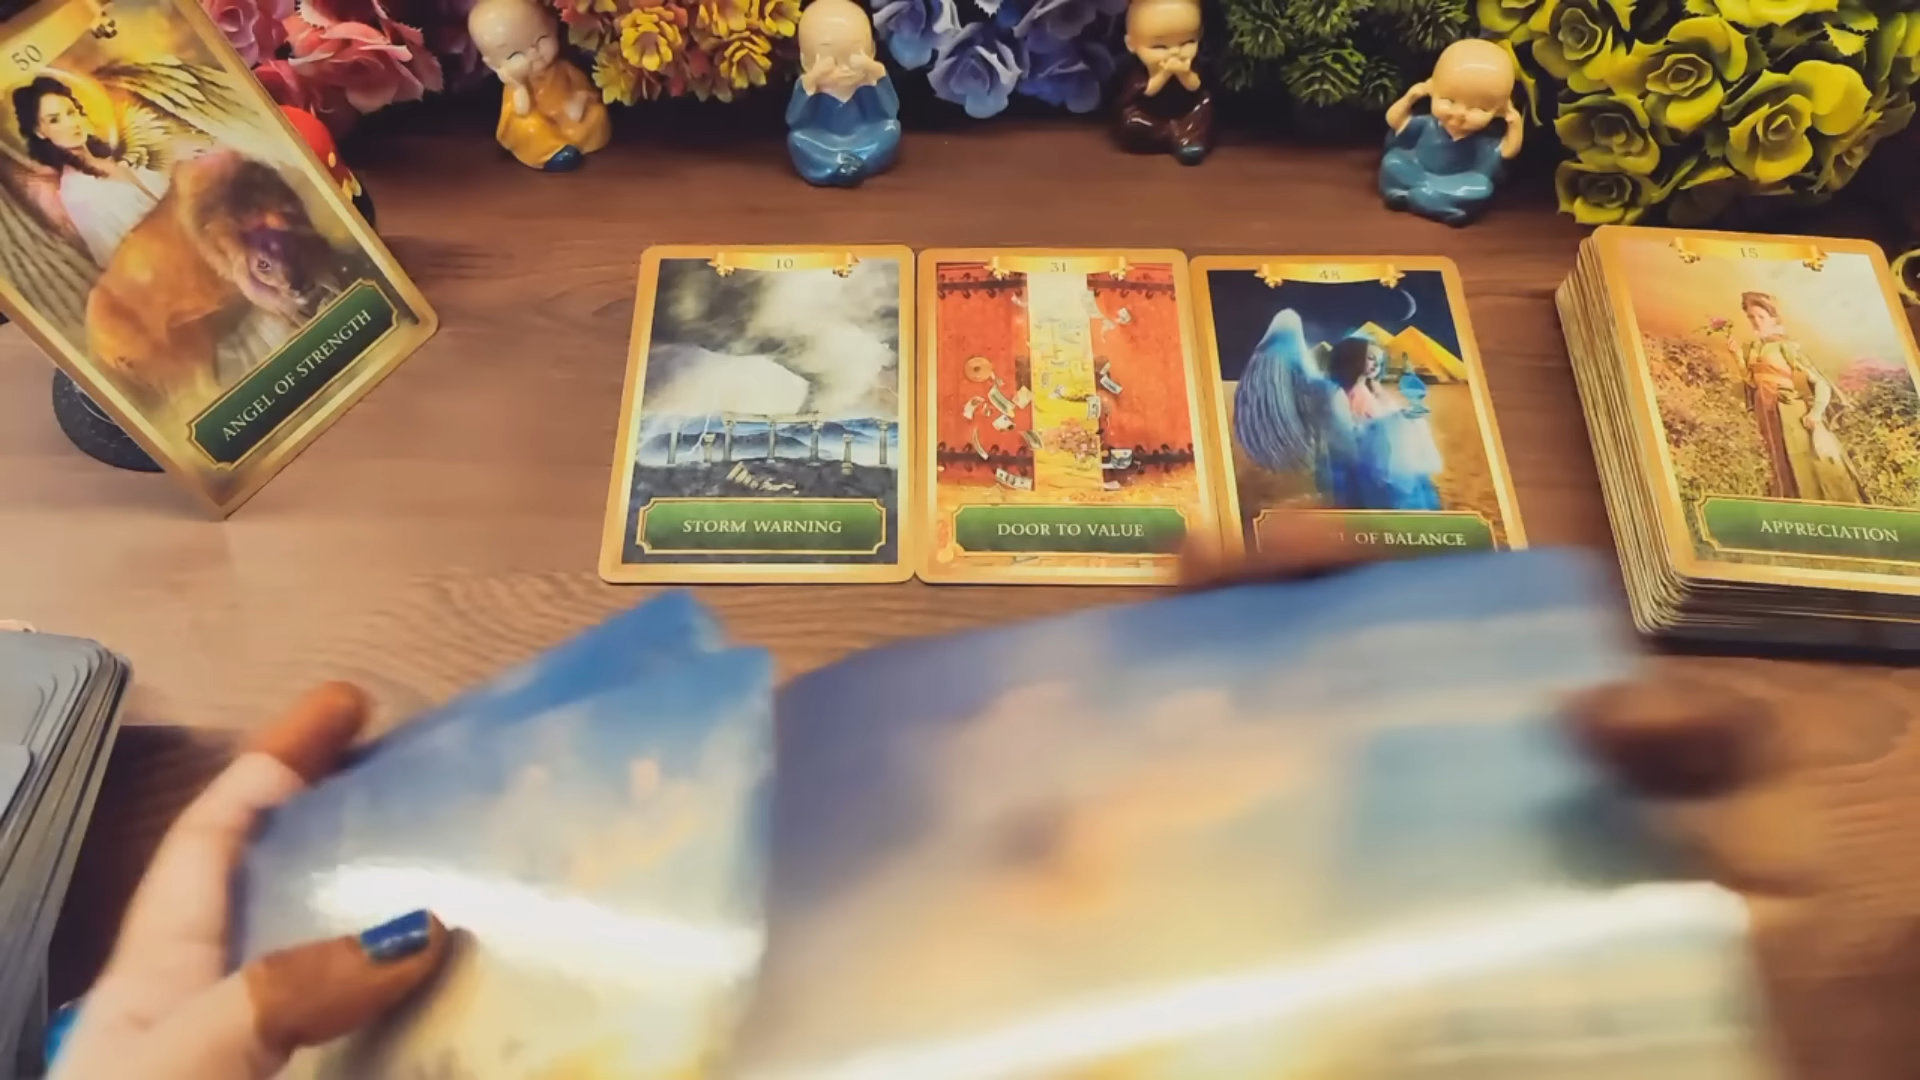 50
ANGEL OF STRENGTH
10
STORM WARNING
31
DOOR TO VALUE
48
OF BALANCE
15
APPRECIATION